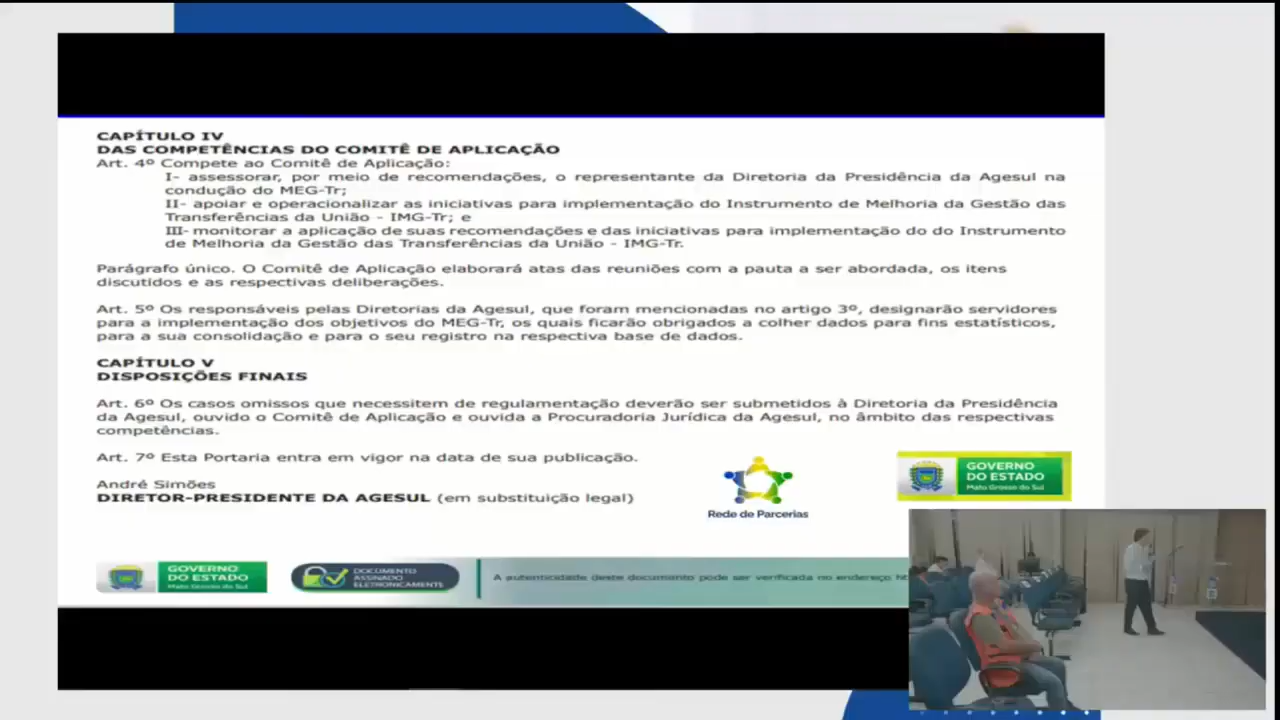 CAPÍTULO IV
DAS COMPETÊNCIAS DO COMITÊ DE APLICAÇÃO
Art. 4º Compete ao Comitê de Aplicação:
I- assessorar, por meio de recomendações, o representante da Diretoria da Presidência da Agesul na
condução do MEG-Tr;
II- apoiar e operacionalizar as iniciativas para implementação do Instrumento de Melhoria da Gestão das
Transferências da União - IMG-Tr; e
III- monitorar a aplicação de suas recomendações e das iniciativas para implementação do do Instrumento
de Melhoria da Gestão das Transferências da União - IMG-Tr.
Parágrafo único. O Comitê de Aplicação elaborará atas das reuniões com a pauta a ser abordada, os itens
discutidos e as respectivas deliberações.
Art. 5º Os responsáveis pelas Diretorias da Agesul, que foram mencionadas no artigo 3º, designarão servidores
para a implementação dos objetivos do MEG-Tr, os quais ficarão obrigados a colher dados para fins estatísticos,
para a sua consolidação e para o seu registro na respectiva base de dados.
CAPÍTULO V
DISPOSIÇÕES FINAIS
Art. 6º Os casos omissos que necessitem de regulamentação deverão ser submetidos à Diretoria da Presidência
da Agesul, ouvido o Comitê de Aplicação e ouvida a Procuradoria Jurídica da Agesul, no âmbito das respectivas
competências.
Art. 7º Esta Portaria entra em vigor na data de sua publicação.
André Simões
DIRETOR-PRESIDENTE DA AGESUL (em substituição legal)
Rede de Parcerias
GOVERNO
DO ESTADO
Mato Grosso do Sul
GOVERNO
DO ESTADO
Mato Grosso do Sul
DOCUMENTO
ASSINADO
ELETRONICAMENTE
A autenticidade deste documento pode ser verificada no endereço ht